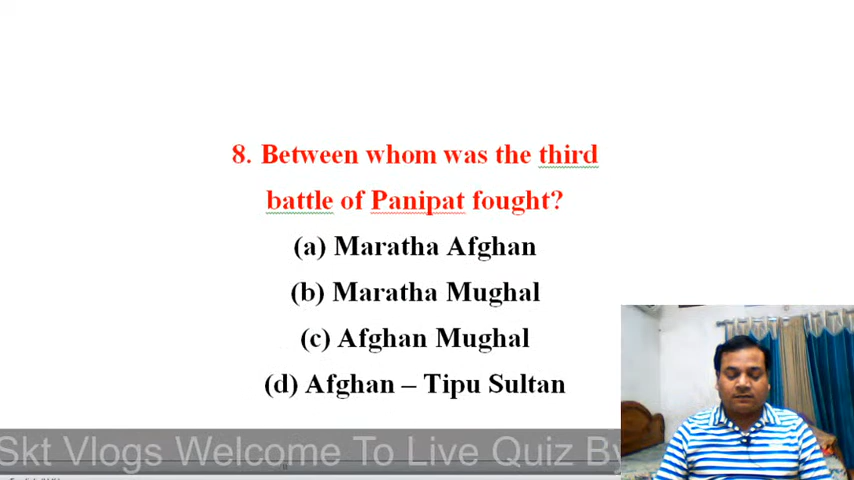 8. Between whom was the third
battle of Panipat fought?
(a) Maratha Afghan
(b) Maratha Mughal
(c) Afghan Mughal
(d) Afghan – Tipu Sultan
Skt Vlogs Welcome To Live Quiz By